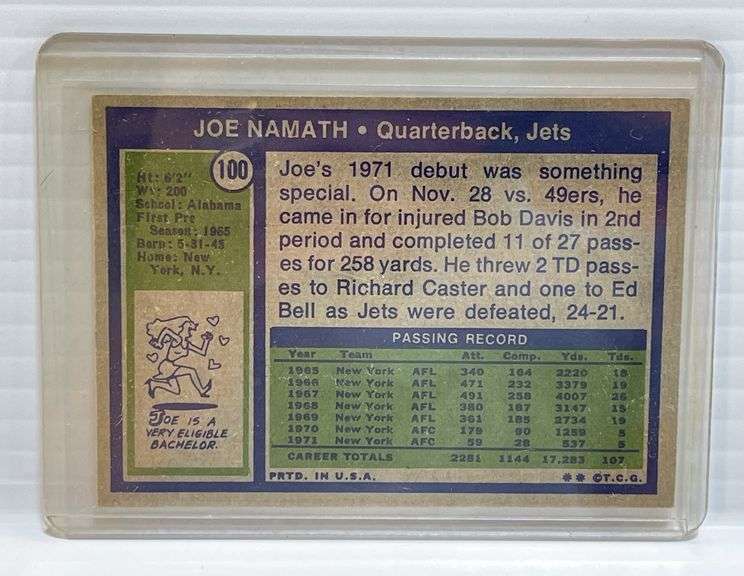 JOE NAMATH • Quarterback, Jets
100
Ht: 6'2"
Wt: 200
School: Alabama
First Pro
Season: 1965
Born: 5-31-43
Home: New
York, N.Y.
JOE IS A
VERY ELIGIBLE
BACHELOR.
Joe's 1971 debut was something
special. On Nov. 28 vs. 49ers, he
came in for injured Bob Davis in 2nd
period and completed 11 of 27 pass-
es for 258 yards. He threw 2 TD pass-
es to Richard Caster and one to Ed
Bell as Jets were defeated, 24-21.
PASSING RECORD
Year Team Att. Comp. Yds. Tds.
1965 New York AFL 340 164 2220 18
1966 New York AFL 471 232 3379 19
1967 New York AFL 491 258 4007 26
1968 New York AFL 380 187 3147 15
1969 New York AFL 361 185 2734 19
1970 New York AFC 179 90 1259 5
1971 New York AFC 59 28 537 5
CAREER TOTALS 2281 1144 17,283 107
PRTD. IN U.S.A. ** ©T.C.G.